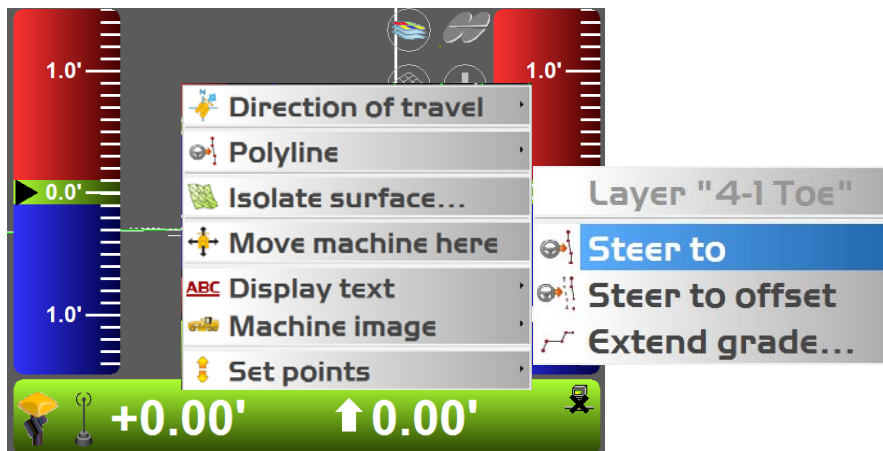 1.0'
1.0'
Direction of travel
Polyline
Layer "4-1 Toe"
0.0'
Isolate surface...
Steer to
Move machine here
Steer to offset
ABC Display text
1.0'
Machine image
Extend grade...
Set points
+0.00' 0.00'